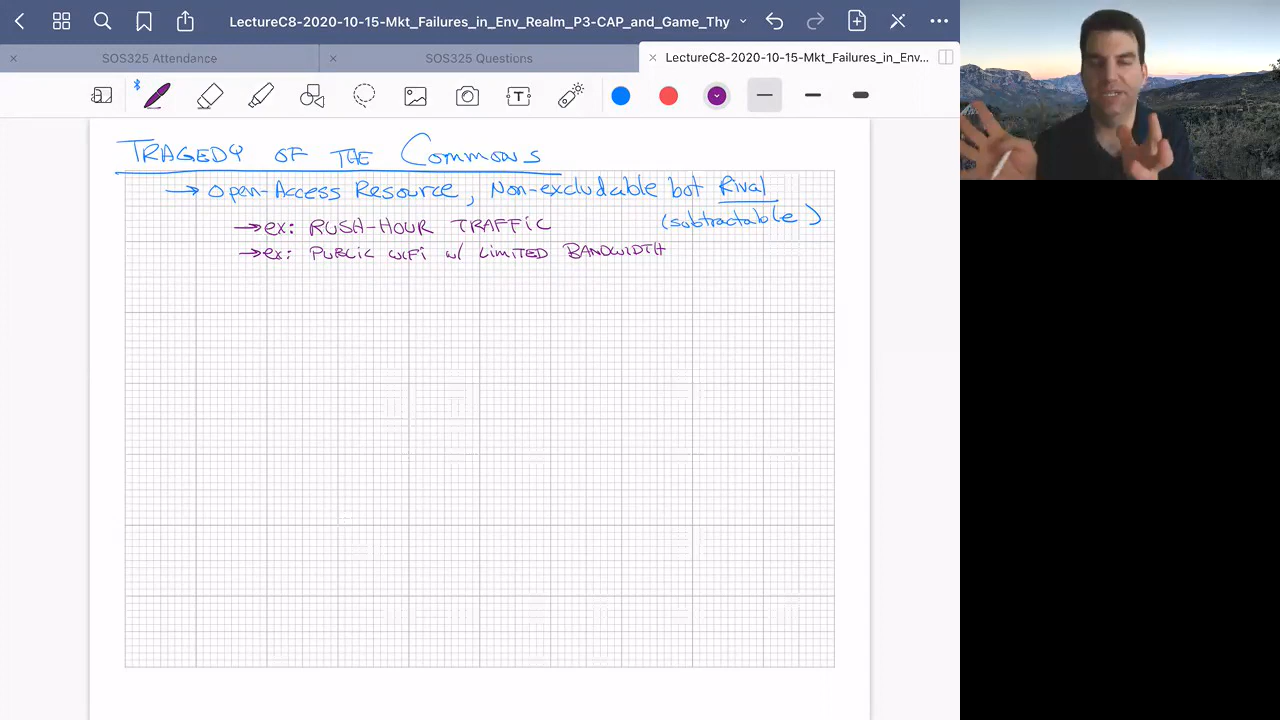 LectureC8-2020-10-15-Mkt_Failures_in_Env_Realm_P3-CAP_and_Game_Thy
SOS325 Attendance
SOS325 Questions
LectureC8-2020-10-15-Mkt_Failures_in_Env...
TRAGEDY OF THE COMMONS
→ Open-Access Resource, Non-excludable but Rival
(subtractable)
→ex: RUSH-HOUR TRAFFIC
→ex: PUBLIC WIFI w/ LIMITED BANDWIDTH